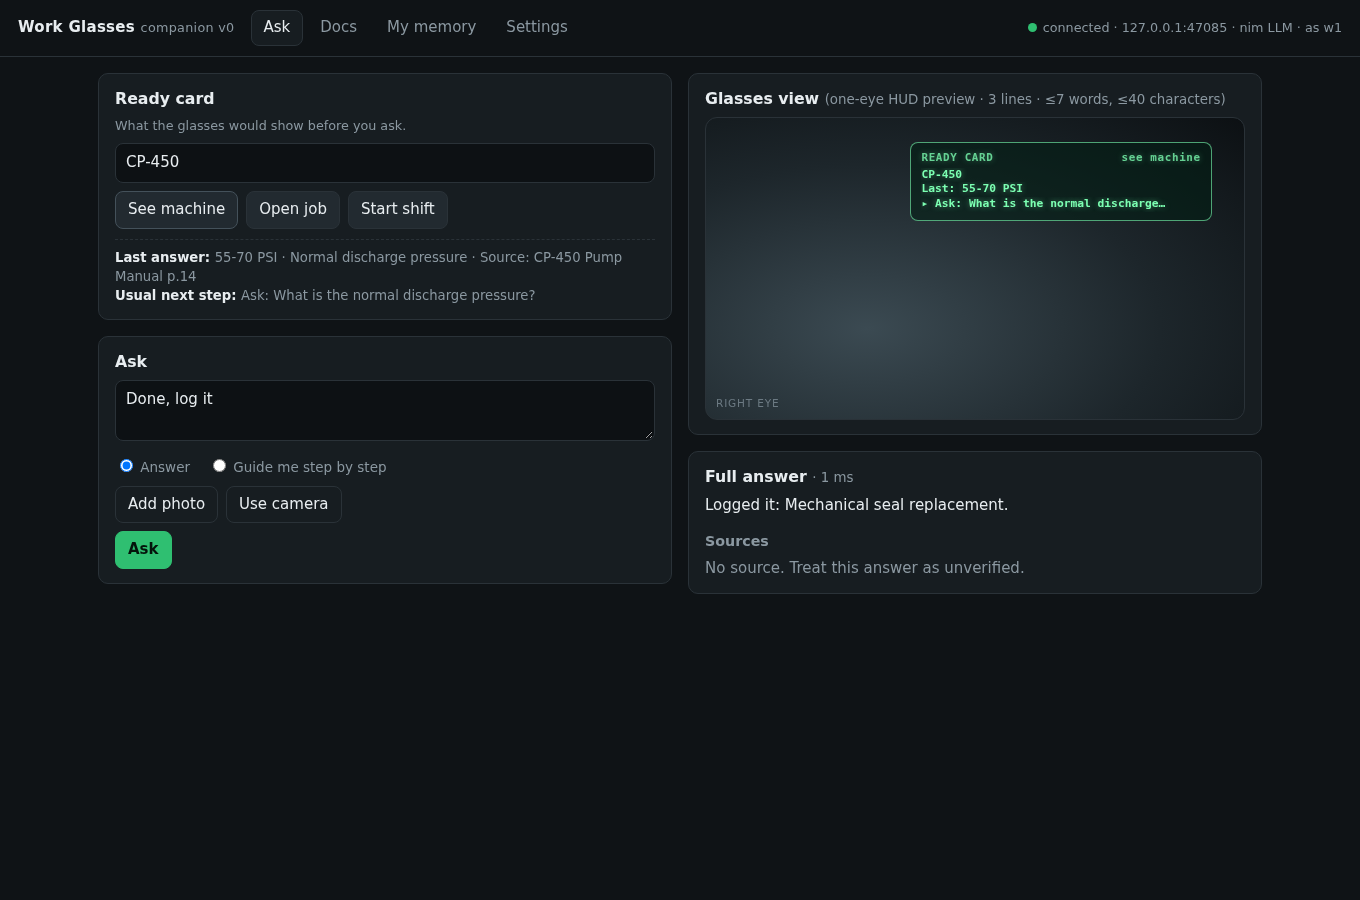 Work Glasses companion v0 Ask Docs My memory Settings connected · 127.0.0.1:47085 · nim LLM · as w1
Ready card
What the glasses would show before you ask.
CP-450
See machine Open job Start shift
Last answer: 55-70 PSI · Normal discharge pressure · Source: CP-450 Pump
Manual p.14
Usual next step: Ask: What is the normal discharge pressure?
Ask
Done, log it
Answer Guide me step by step
Add photo Use camera
Ask
Glasses view (one-eye HUD preview · 3 lines · ≤7 words, ≤40 characters)
READY CARD see machine
CP-450
Last: 55-70 PSI
▸ Ask: What is the normal discharge…
RIGHT EYE
Full answer · 1 ms
Logged it: Mechanical seal replacement.
Sources
No source. Treat this answer as unverified.